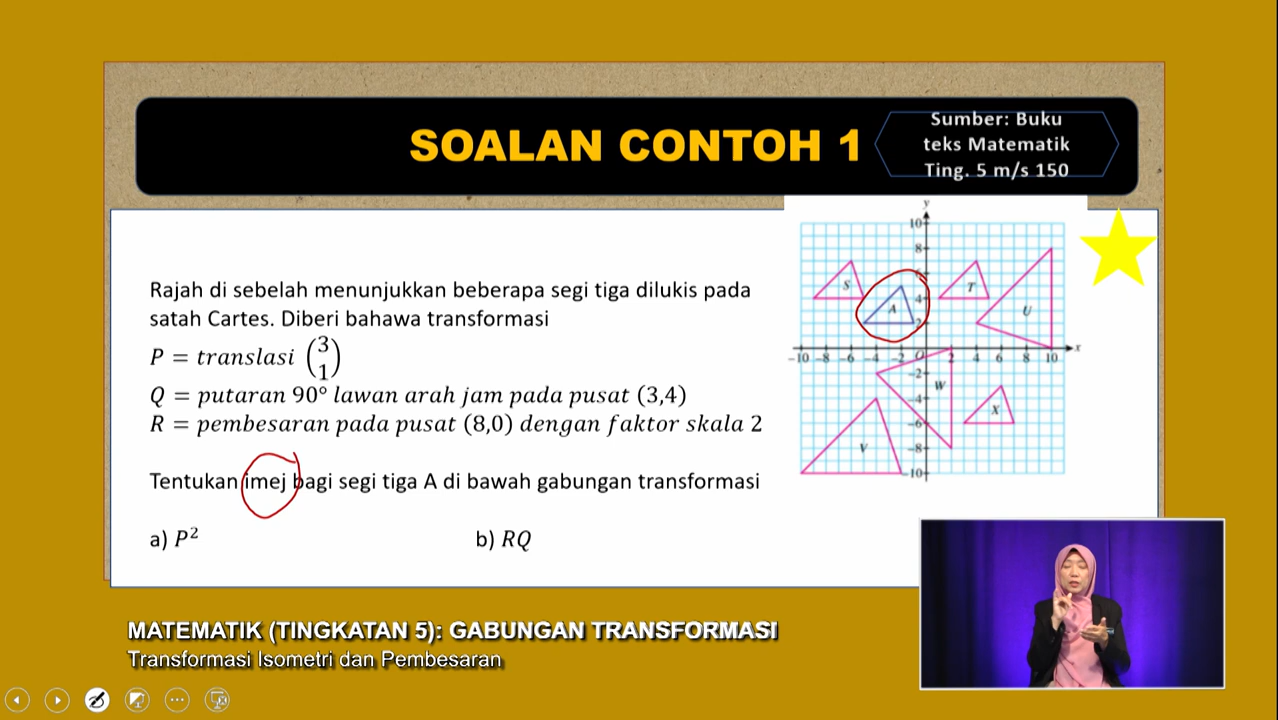 SOALAN CONTOH 1
Sumber: Buku
teks Matematik
Ting. 5 m/s 150
Rajah di sebelah menunjukkan beberapa segi tiga dilukis pada
satah Cartes. Diberi bahawa transformasi
P = translasi (3 1)
Q = putaran 90° lawan arah jam pada pusat (3,4)
R = pembesaran pada pusat (8,0) dengan faktor skala 2
Tentukan imej bagi segi tiga A di bawah gabungan transformasi
a) P²
b) RQ
y
10
8
S
T
4
A
U
2
-10 -8 -6 -4 -2 O 2 4 6 8 10 x
-2
W
-4
X
-6
V
-8
-10
MATEMATIK (TINGKATAN 5): GABUNGAN TRANSFORMASI
Transformasi Isometri dan Pembesaran